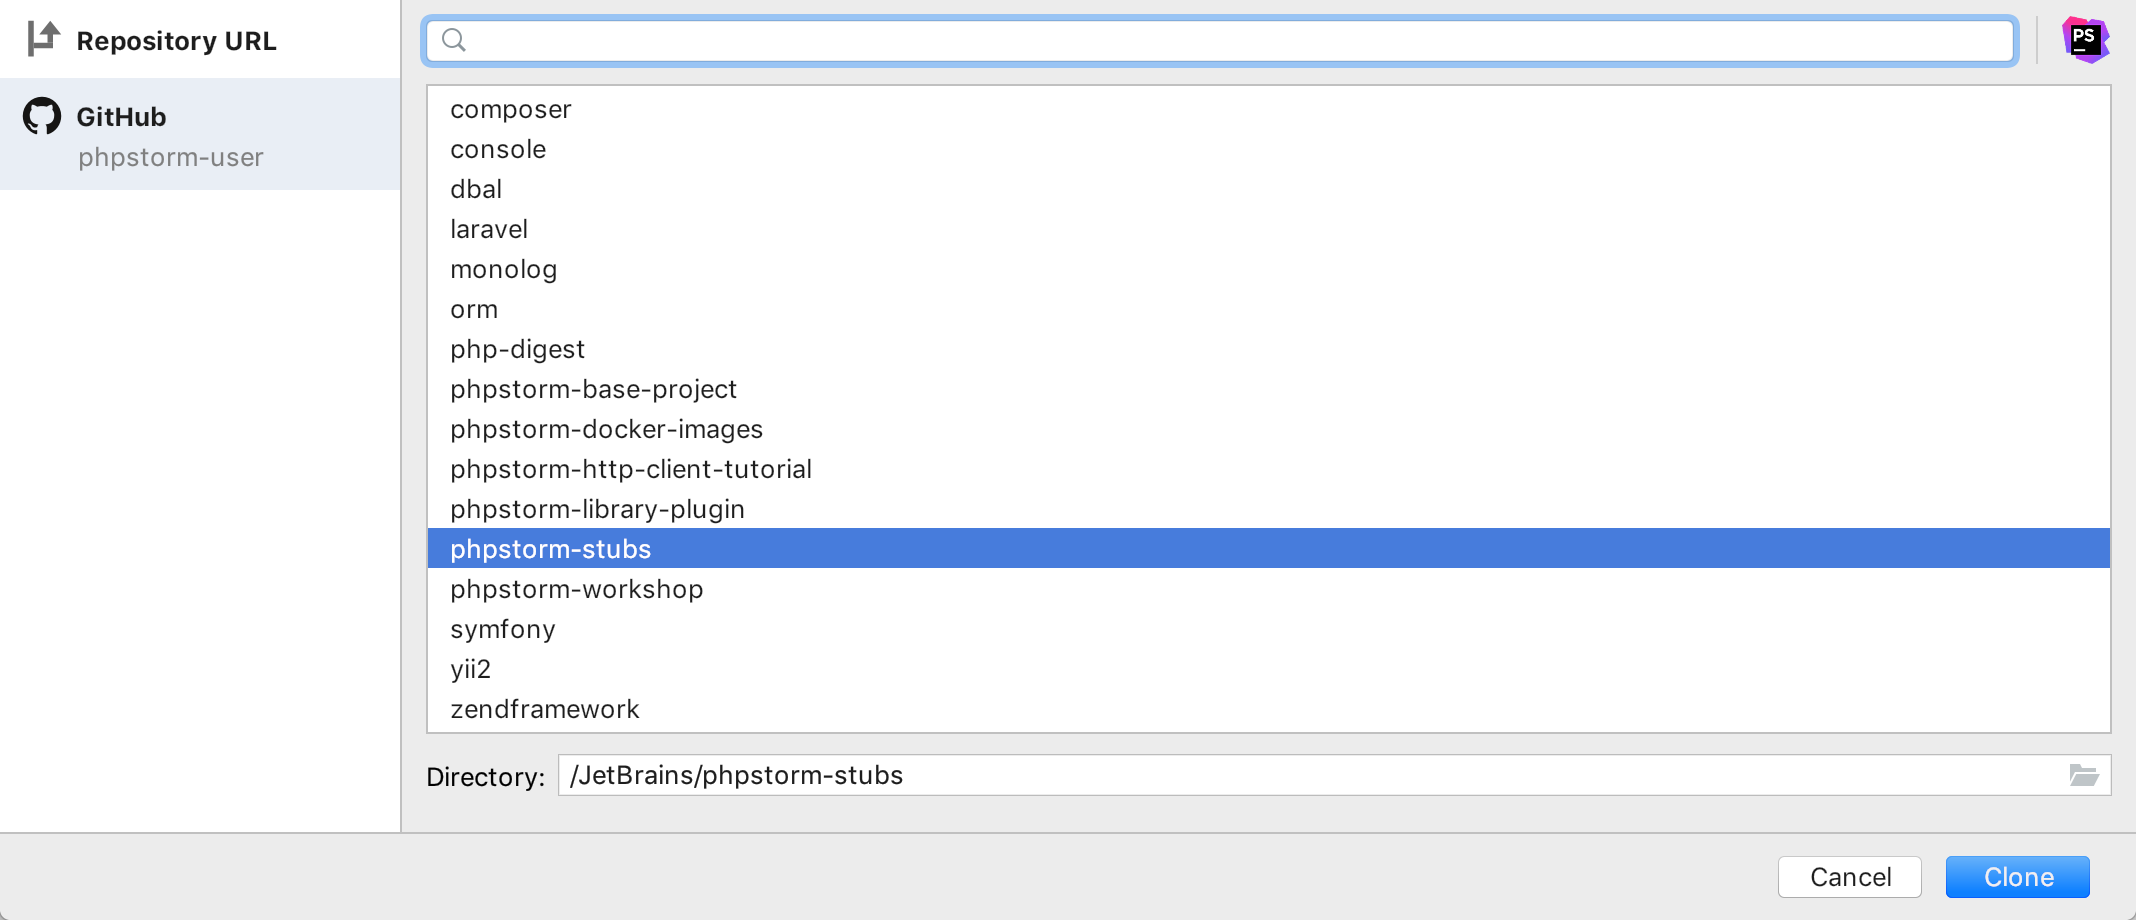 Repository URL
GitHub
phpstorm-user
PS
composer
console
dbal
laravel
monolog
orm
php-digest
phpstorm-base-project
phpstorm-docker-images
phpstorm-http-client-tutorial
phpstorm-library-plugin
phpstorm-stubs
phpstorm-workshop
symfony
yii2
zendframework
Directory: /JetBrains/phpstorm-stubs
Cancel Clone